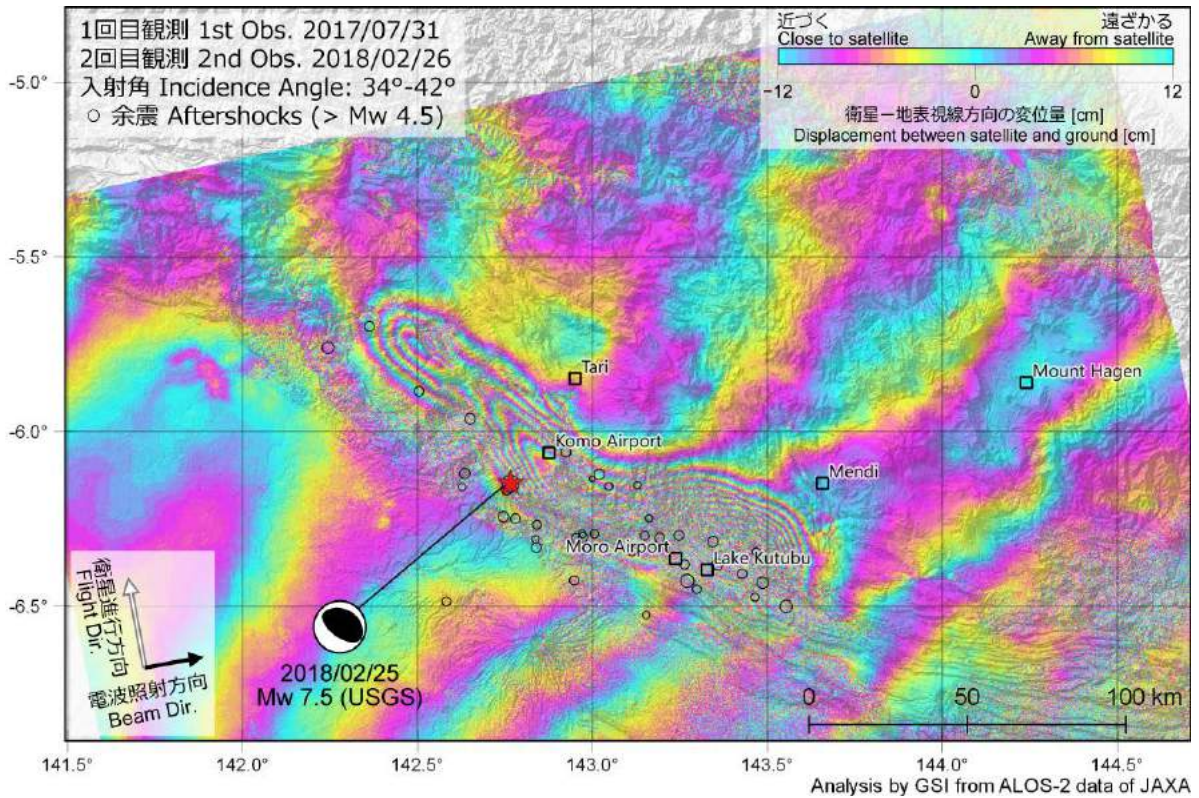 1回目観測 1st Obs. 2017/07/31
2回目観測 2nd Obs. 2018/02/26
入射角 Incidence Angle: 34°-42°
余震 Aftershocks (> Mw 4.5)
近づく 遠ざかる
Close to satellite Away from satellite
−12 0 12
衛星－地表視線方向の変位量 [cm]
Displacement between satellite and ground [cm]
-5.0°
-5.5°
-6.0°
-6.5°
Tari
Mount Hagen
Komo Airport
Mendi
Moro Airport
Lake Kutubu
衛星進行方向
Flight Dir.
電波照射方向
Beam Dir.
2018/02/25
Mw 7.5 (USGS)
0 50 100 km
141.5° 142.0° 142.5° 143.0° 143.5° 144.0° 144.5°
Analysis by GSI from ALOS-2 data of JAXA